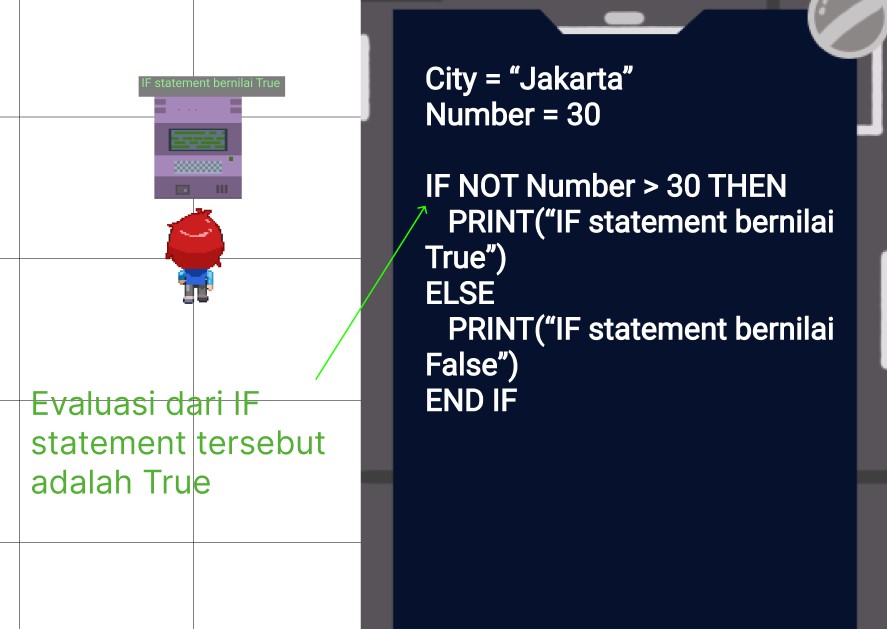 IF statement bernilai True
City = “Jakarta”
Number = 30
IF NOT Number > 30 THEN
PRINT(“IF statement bernilai
True”)
ELSE
PRINT(“IF statement bernilai
False”)
END IF
Evaluasi dari IF
statement tersebut
adalah True